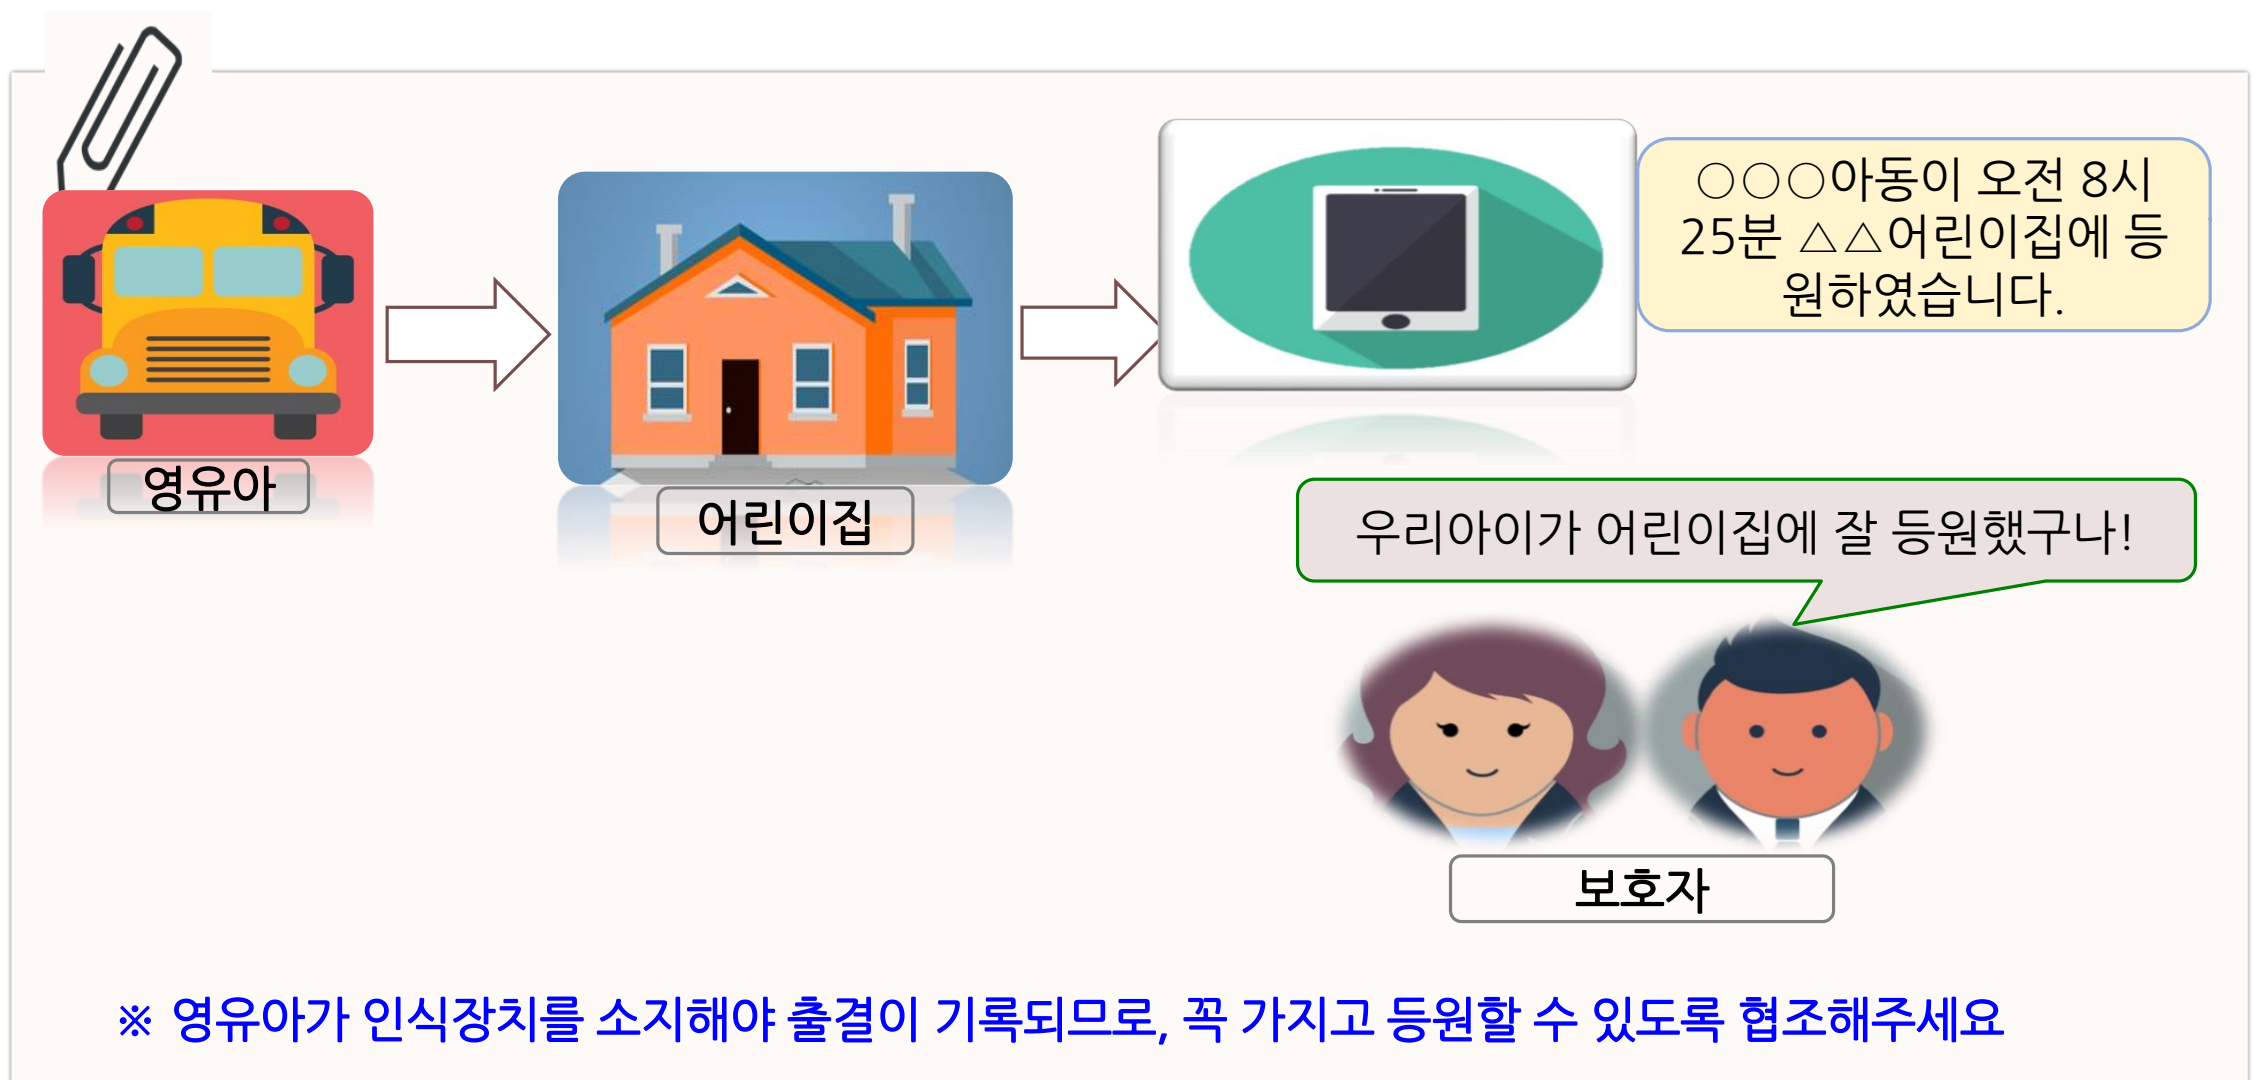 ○○○아동이 오전 8시
25분 △△어린이집에 등
원하였습니다.
영유아
어린이집
우리아이가 어린이집에 잘 등원했구나!
보호자
※ 영유아가 인식장치를 소지해야 출결이 기록되므로, 꼭 가지고 등원할 수 있도록 협조해주세요